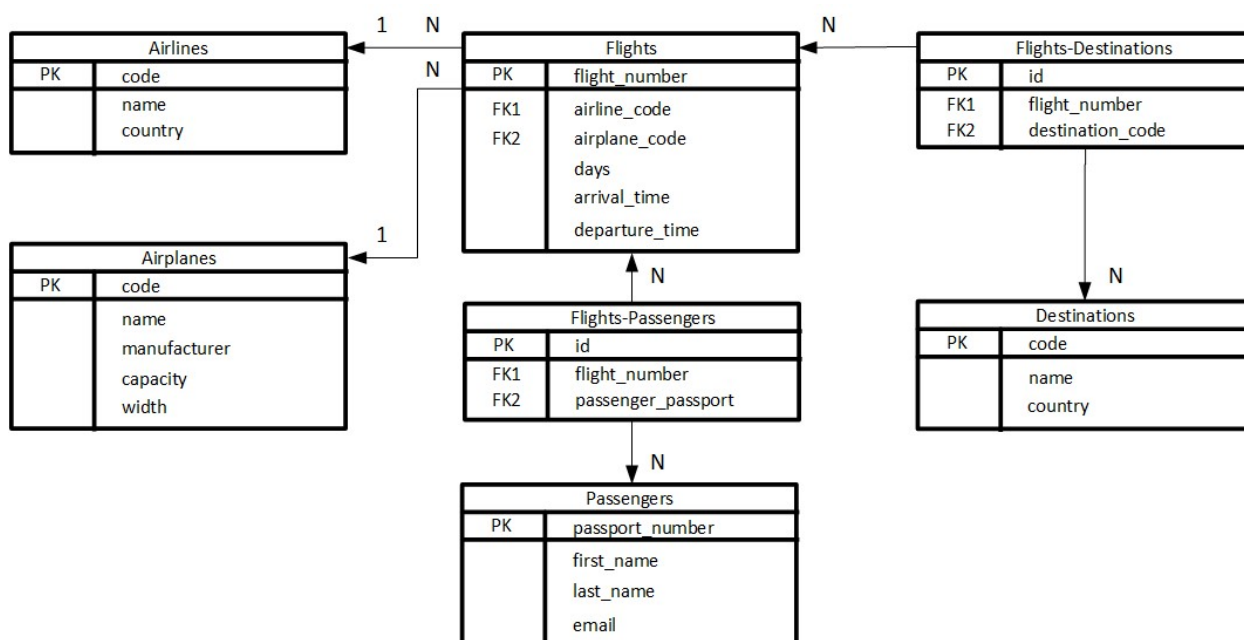 1 N
N
Airlines
PK code
name
country
Flights
PK flight_number
FK1 airline_code
FK2 airplane_code
days
arrival_time
departure_time
Flights-Destinations
PK id
FK1 flight_number
FK2 destination_code
N
1
N
Airplanes
PK code
name
manufacturer
capacity
width
N
Flights-Passengers
PK id
FK1 flight_number
FK2 passenger_passport
N
Destinations
PK code
name
country
Passengers
PK passport_number
first_name
last_name
email